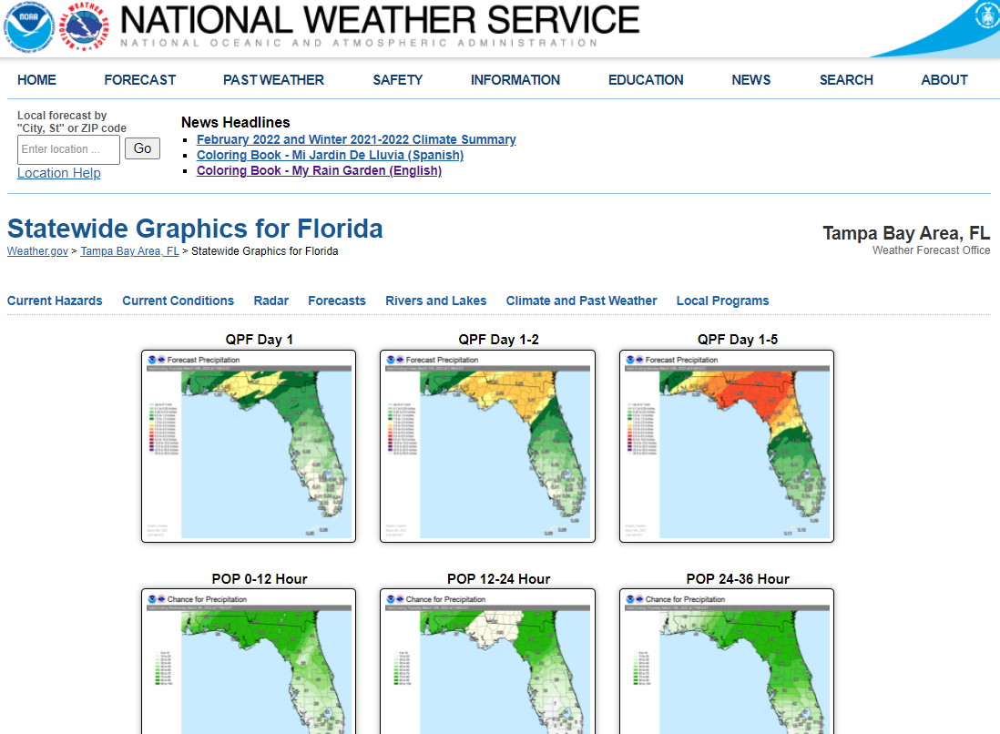 NOAA
NATIONAL WEATHER SERVICE
NATIONAL OCEANIC AND ATMOSPHERIC ADMINISTRATION
HOME FORECAST PAST WEATHER SAFETY INFORMATION EDUCATION NEWS SEARCH ABOUT
Local forecast by
"City, St" or ZIP code
Enter location ... Go
Location Help
News Headlines
February 2022 and Winter 2021-2022 Climate Summary
Coloring Book - Mi Jardin De Lluvia (Spanish)
Coloring Book - My Rain Garden (English)
Statewide Graphics for Florida
Weather.gov > Tampa Bay Area, FL > Statewide Graphics for Florida
Tampa Bay Area, FL
Weather Forecast Office
Current Hazards Current Conditions Radar Forecasts Rivers and Lakes Climate and Past Weather Local Programs
QPF Day 1 QPF Day 1-2 QPF Day 1-5
Forecast Precipitation Forecast Precipitation Forecast Precipitation
POP 0-12 Hour POP 12-24 Hour POP 24-36 Hour
Chance for Precipitation Chance for Precipitation Chance for Precipitation